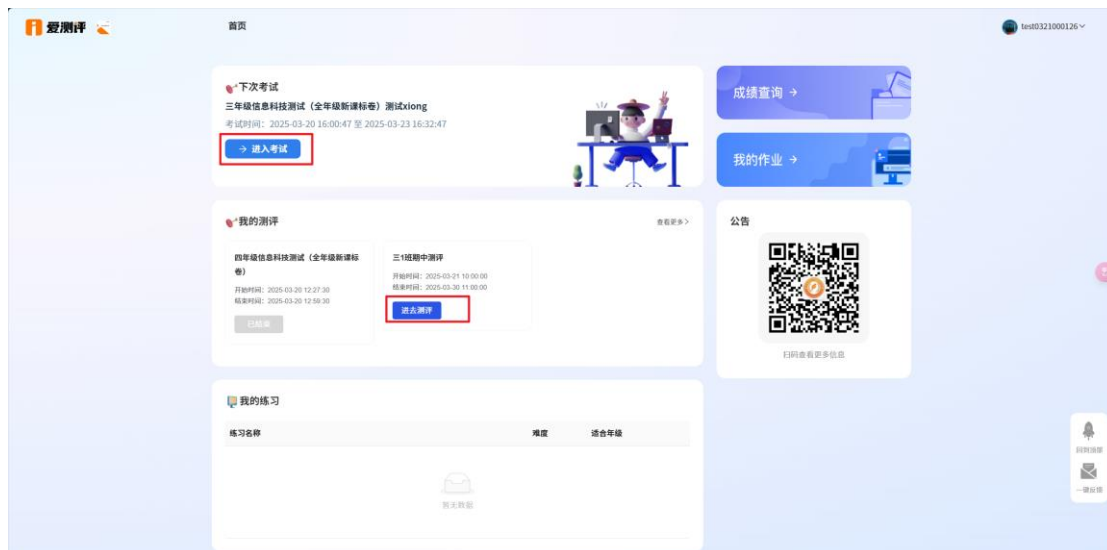 爱测评
首页
test0321000126
下次考试
三年级信息科技测试（全年级新课标卷）测试xiong
考试时间：2025-03-20 16:00:47 至 2025-03-23 16:32:47
→ 进入考试
成绩查询 →
我的作业 →
我的测评
查看更多>
四年级信息科技测试（全年级新课标
卷）
开始时间：2025-03-20 12:27:30
结束时间：2025-03-20 12:59:30
已结束
三1班期中测评
开始时间：2025-03-21 10:00:00
结束时间：2025-03-30 11:00:00
进去测评
公告
扫码查看更多信息
我的练习
练习名称 难度 适合年级
暂无数据
回到顶部
一键反馈